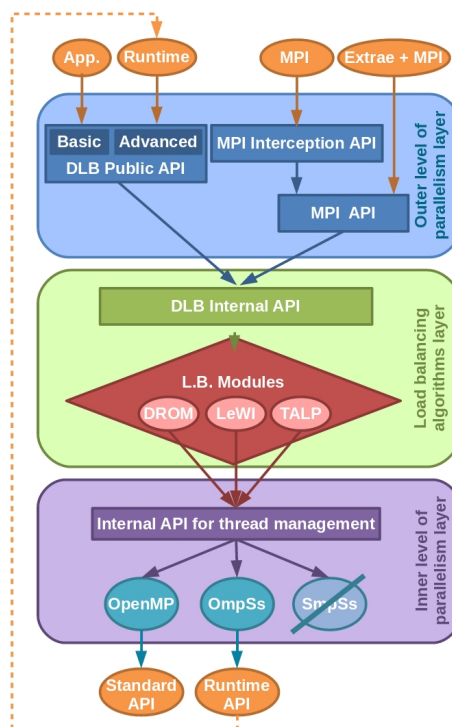 App.
Runtime
MPI
Extrae + MPI
Basic
Advanced
DLB Public API
MPI Interception API
MPI API
Outer level of
parallelism layer
DLB Internal API
L.B. Modules
DROM
LeWI
TALP
Load balancing
algorithms layer
Internal API for thread management
OpenMP
OmpSs
SmpSs
Inner level of
parallelism layer
Standard
API
Runtime
API